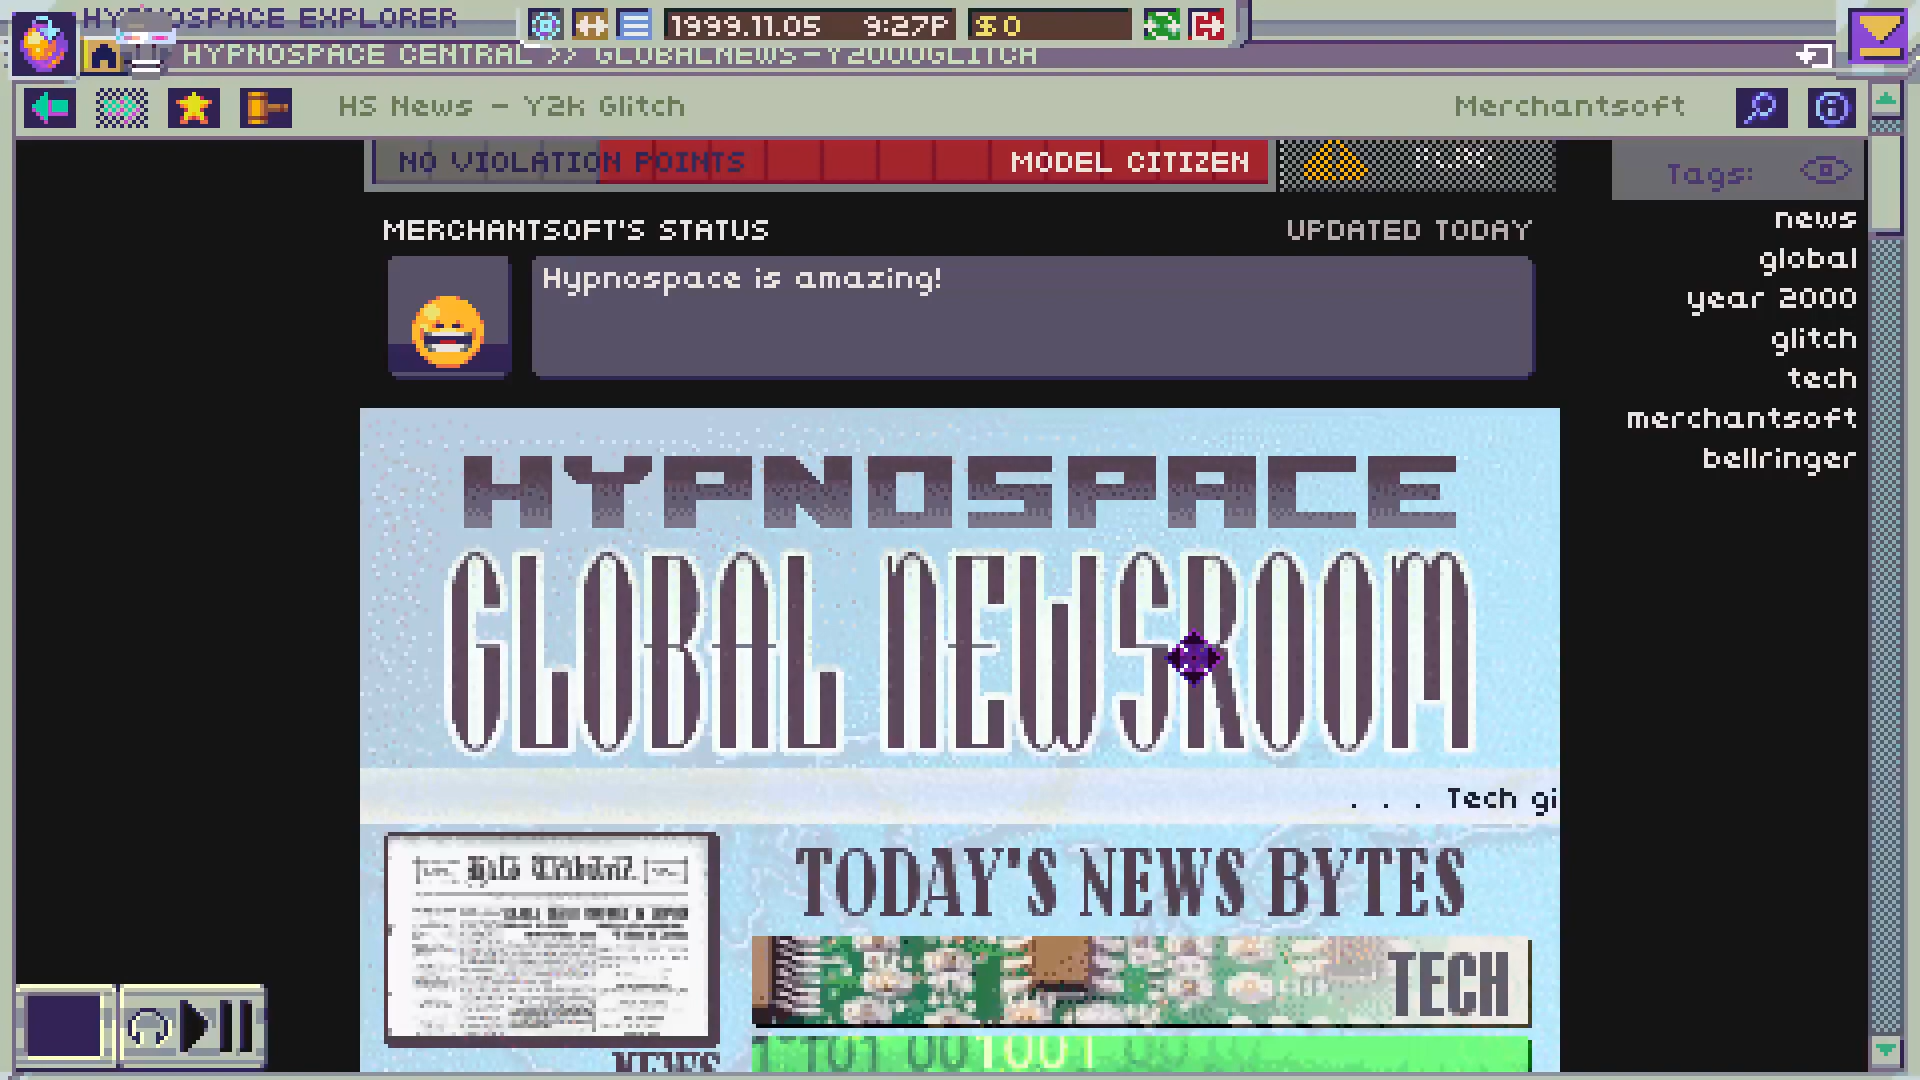 HYPNOSPACE EXPLORER
1999.11.05 9:27P
$ 0
HYPNOSPACE CENTRAL >> GLOBALNEWS-Y2000GLITCH
HS News - Y2k Glitch
Merchantsoft
NO VIOLATION POINTS
MODEL CITIZEN
Tags:
news
global
year 2000
glitch
tech
merchantsoft
bellringer
MERCHANTSOFT'S STATUS
UPDATED TODAY
Hypnospace is amazing!
HYPNOSPACE
GLOBAL NEWSROOM
. . . Tech gi
TODAY'S NEWS BYTES
TECH
NEWS